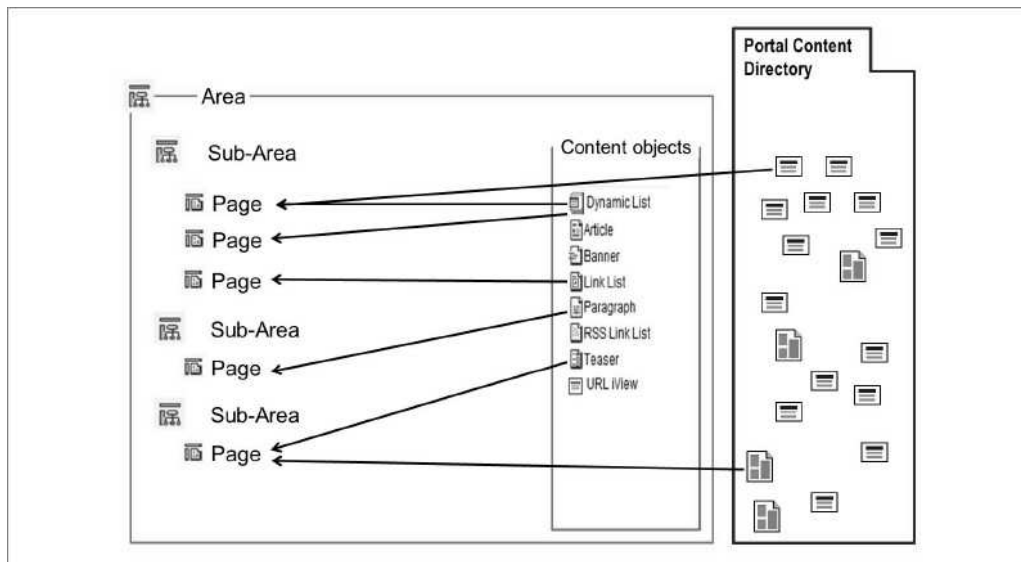 Portal Content
Directory
Area
Sub-Area
Content objects
Page
Dynamic List
Page
Article
Banner
Page
Link List
Paragraph
Sub-Area
RSS Link List
Page
Teaser
URL iView
Sub-Area
Page